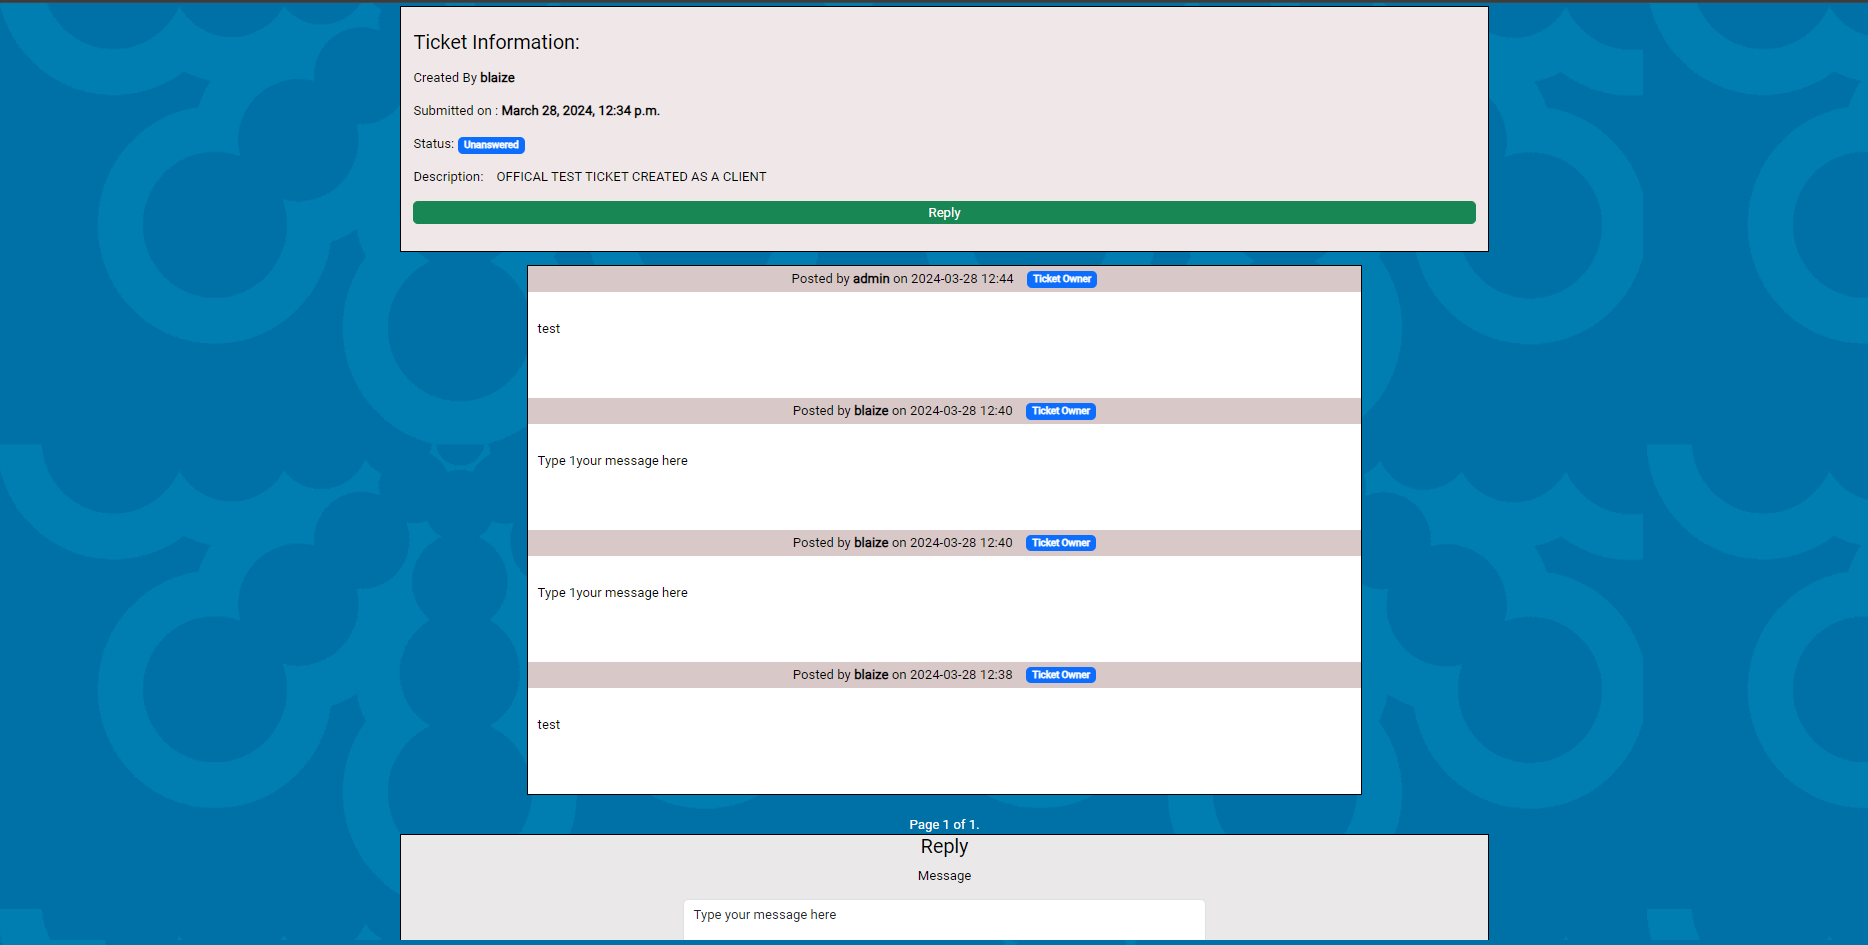 Ticket Information:
Created By blaize
Submitted on : March 28, 2024, 12:34 p.m.
Status: Unanswered
Description: OFFICAL TEST TICKET CREATED AS A CLIENT
Reply
Posted by admin on 2024-03-28 12:44 Ticket Owner
test
Posted by blaize on 2024-03-28 12:40 Ticket Owner
Type 1your message here
Posted by blaize on 2024-03-28 12:40 Ticket Owner
Type 1your message here
Posted by blaize on 2024-03-28 12:38 Ticket Owner
test
Page 1 of 1.
Reply
Message
Type your message here